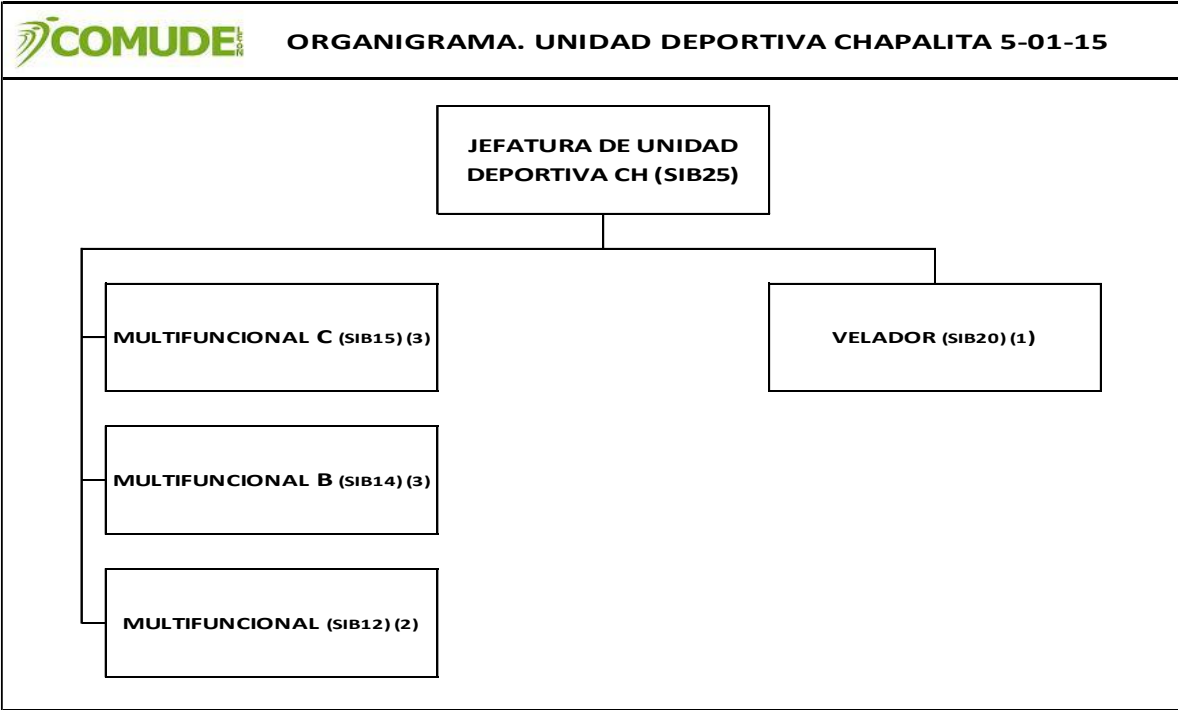 COMUDE LEÓN
ORGANIGRAMA. UNIDAD DEPORTIVA CHAPALITA 5-01-15
JEFATURA DE UNIDAD
DEPORTIVA CH (SIB25)
MULTIFUNCIONAL C (SIB15) (3)
VELADOR (SIB20) (1)
MULTIFUNCIONAL B (SIB14) (3)
MULTIFUNCIONAL (SIB12) (2)